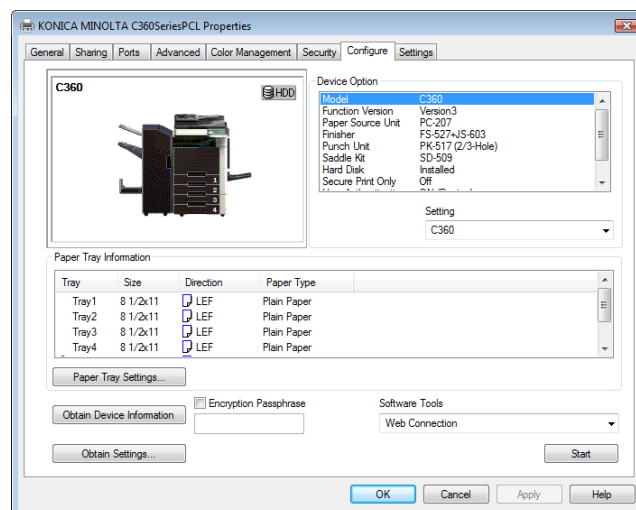 KONICA MINOLTA C360SeriesPCL Properties
General Sharing Ports Advanced Color Management Security Configure Settings
C360
HDD
1
2
3
4
Device Option
Model C360
Function Version Version3
Paper Source Unit PC-207
Finisher FS-527+JS-603
Punch Unit PK-517 (2/3-Hole)
Saddle Kit SD-509
Hard Disk Installed
Secure Print Only Off
Setting
C360
Paper Tray Information
Tray Size Direction Paper Type
Tray1 8 1/2x11 LEF Plain Paper
Tray2 8 1/2x11 LEF Plain Paper
Tray3 8 1/2x11 LEF Plain Paper
Tray4 8 1/2x11 LEF Plain Paper
Paper Tray Settings...
Obtain Device Information
Encryption Passphrase
Software Tools
Web Connection
Obtain Settings...
Start
OK Cancel Apply Help